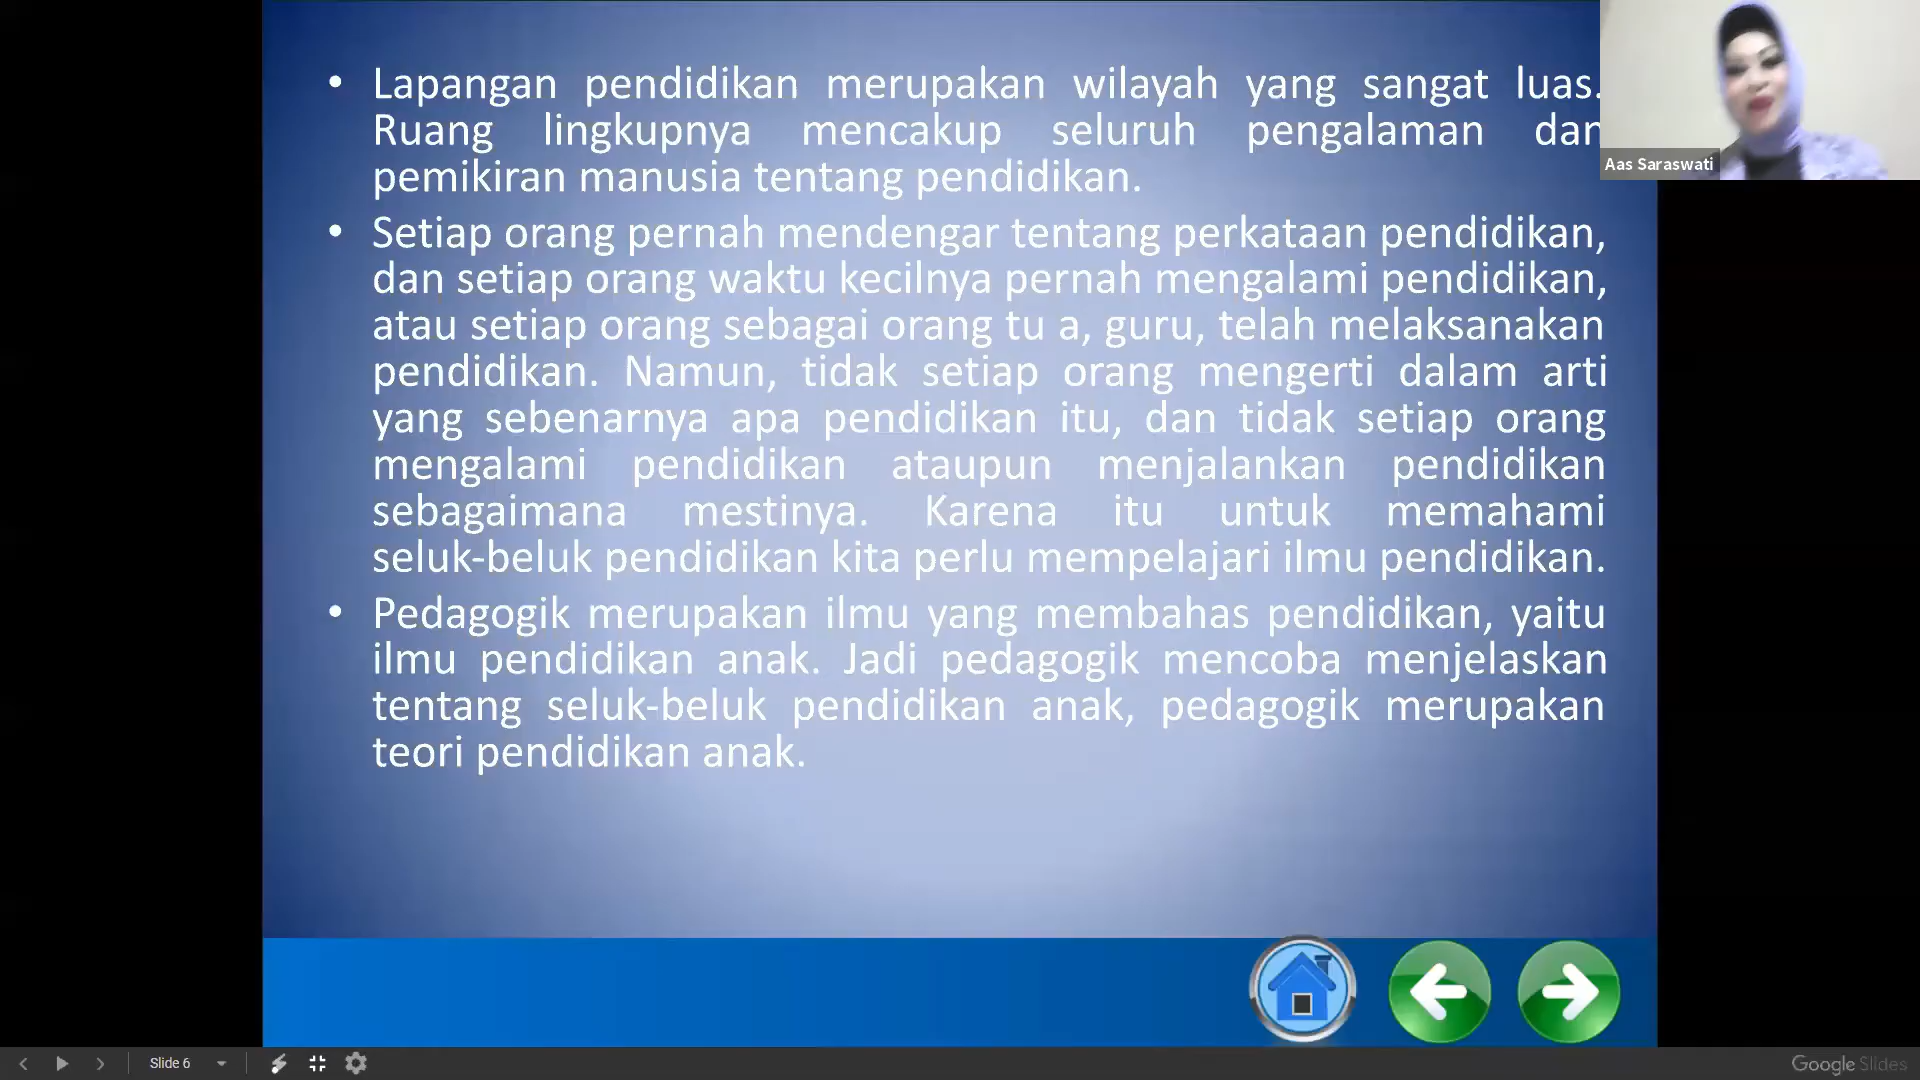 • Lapangan pendidikan merupakan wilayah yang sangat luas.
Ruang lingkupnya mencakup seluruh pengalaman dan
pemikiran manusia tentang pendidikan.
• Setiap orang pernah mendengar tentang perkataan pendidikan,
dan setiap orang waktu kecilnya pernah mengalami pendidikan,
atau setiap orang sebagai orang tu a, guru, telah melaksanakan
pendidikan. Namun, tidak setiap orang mengerti dalam arti
yang sebenarnya apa pendidikan itu, dan tidak setiap orang
mengalami pendidikan ataupun menjalankan pendidikan
sebagaimana mestinya. Karena itu untuk memahami
seluk-beluk pendidikan kita perlu mempelajari ilmu pendidikan.
• Pedagogik merupakan ilmu yang membahas pendidikan, yaitu
ilmu pendidikan anak. Jadi pedagogik mencoba menjelaskan
tentang seluk-beluk pendidikan anak, pedagogik merupakan
teori pendidikan anak.
Aas Saraswati
Slide 6
Google Slides